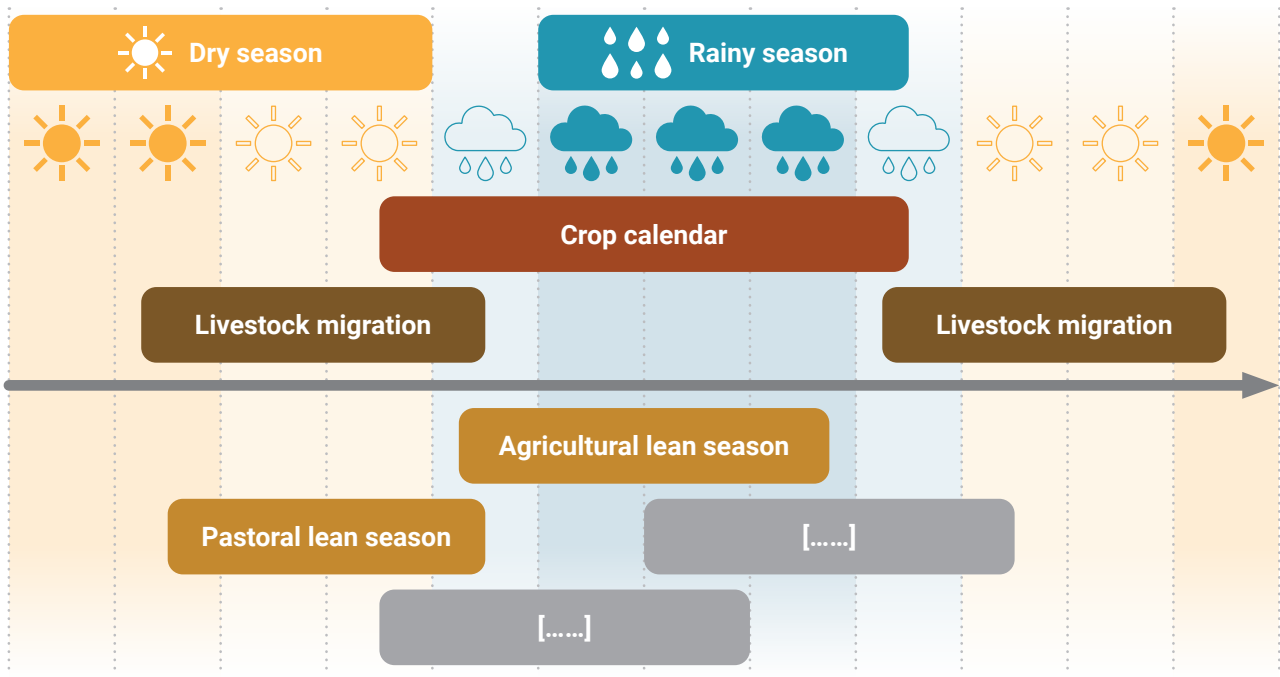 Dry season
Rainy season
Crop calendar
Livestock migration
Livestock migration
Agricultural lean season
Pastoral lean season
[......]
[......]